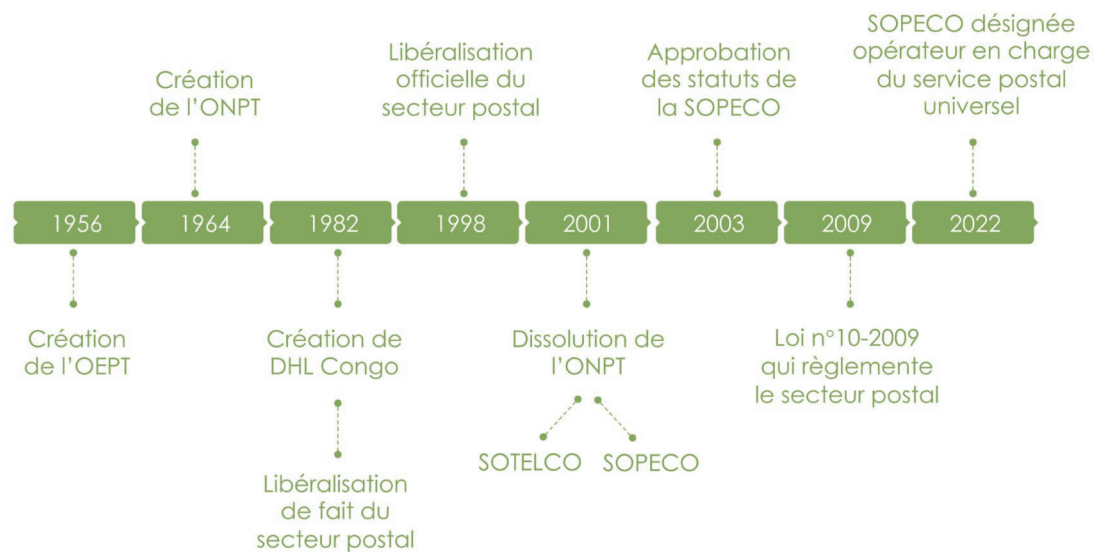 SOPECO désignée
opérateur en charge
du service postal
universel
Libéralisation
officielle du
secteur postal
Approbation
des statuts de
la SOPECO
Création
de l'ONPT
1956
1964
1982
1998
2001
2003
2009
2022
Création
de l'OEPT
Création de
DHL Congo
Dissolution de
l'ONPT
Loi n°10-2009
qui règlemente
le secteur postal
SOTELCO
SOPECO
Libéralisation
de fait du
secteur postal